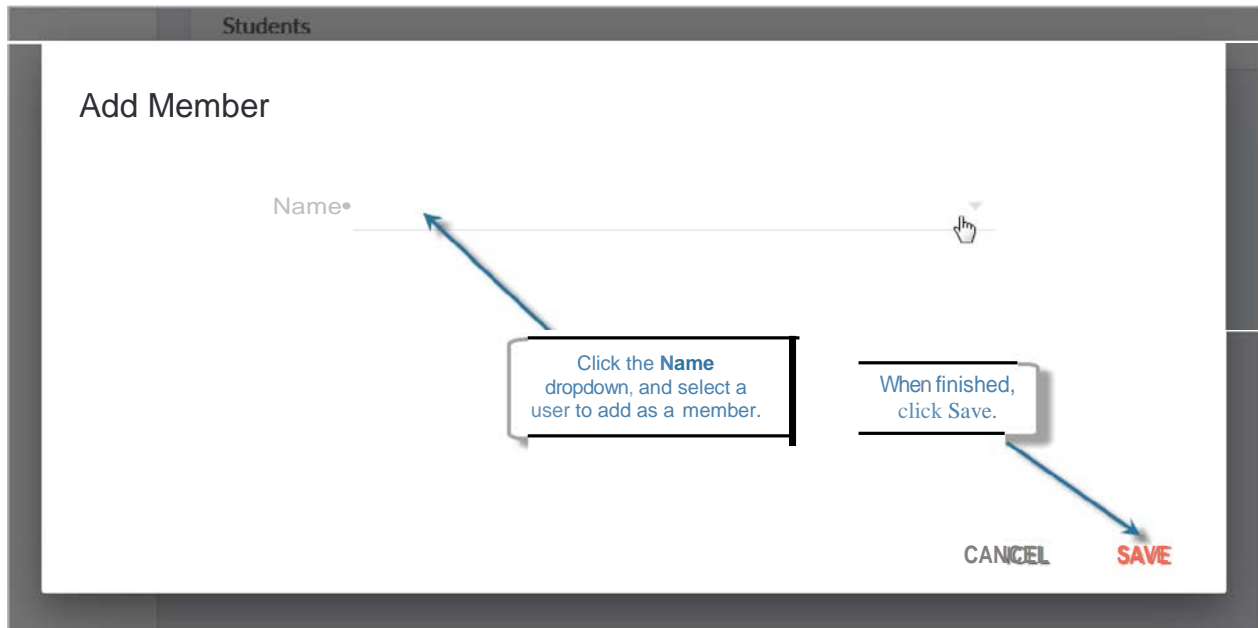 Students
Add Member
Name•
Click the Name
dropdown, and select a
user to add as a member.
When finished,
click Save.
CANCEL
SAVE